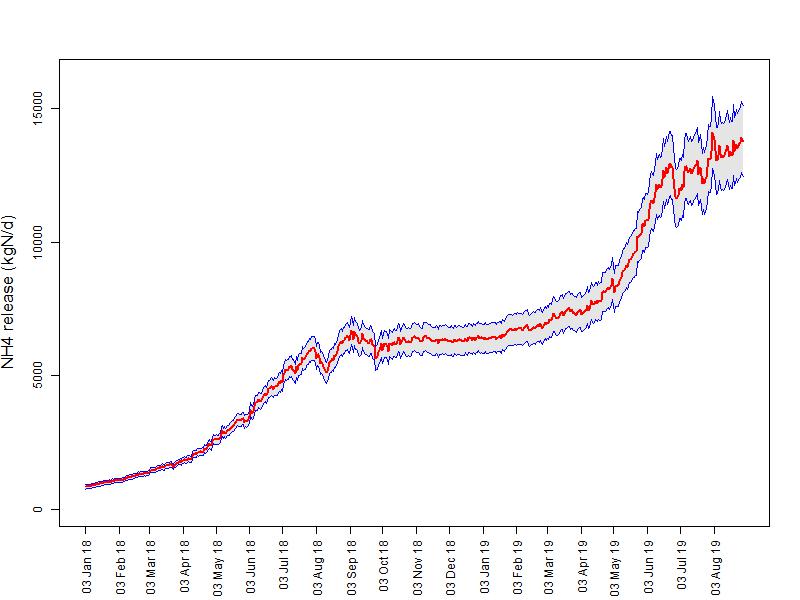 NH4 release (kgN/d)
15000
10000
5000
0
03 Jan 18
03 Feb 18
03 Mar 18
03 Apr 18
03 May 18
03 Jun 18
03 Jul 18
03 Aug 18
03 Sep 18
03 Oct 18
03 Nov 18
03 Dec 18
03 Jan 19
03 Feb 19
03 Mar 19
03 Apr 19
03 May 19
03 Jun 19
03 Jul 19
03 Aug 19